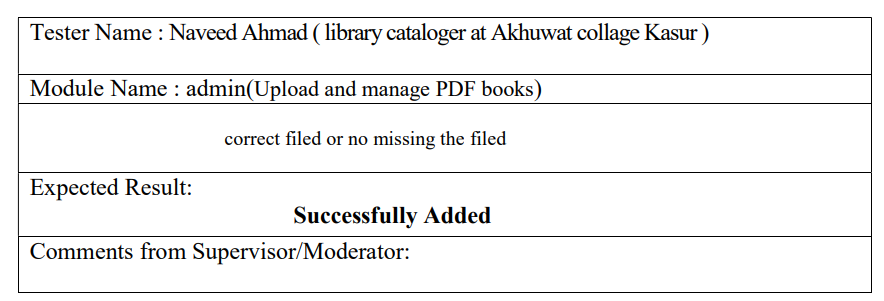 Tester Name : Naveed Ahmad ( library cataloger at Akhuwat collage Kasur )
Module Name : admin(Upload and manage PDF books)
correct filed or no missing the filed
Expected Result:
Successfully Added
Comments from Supervisor/Moderator: